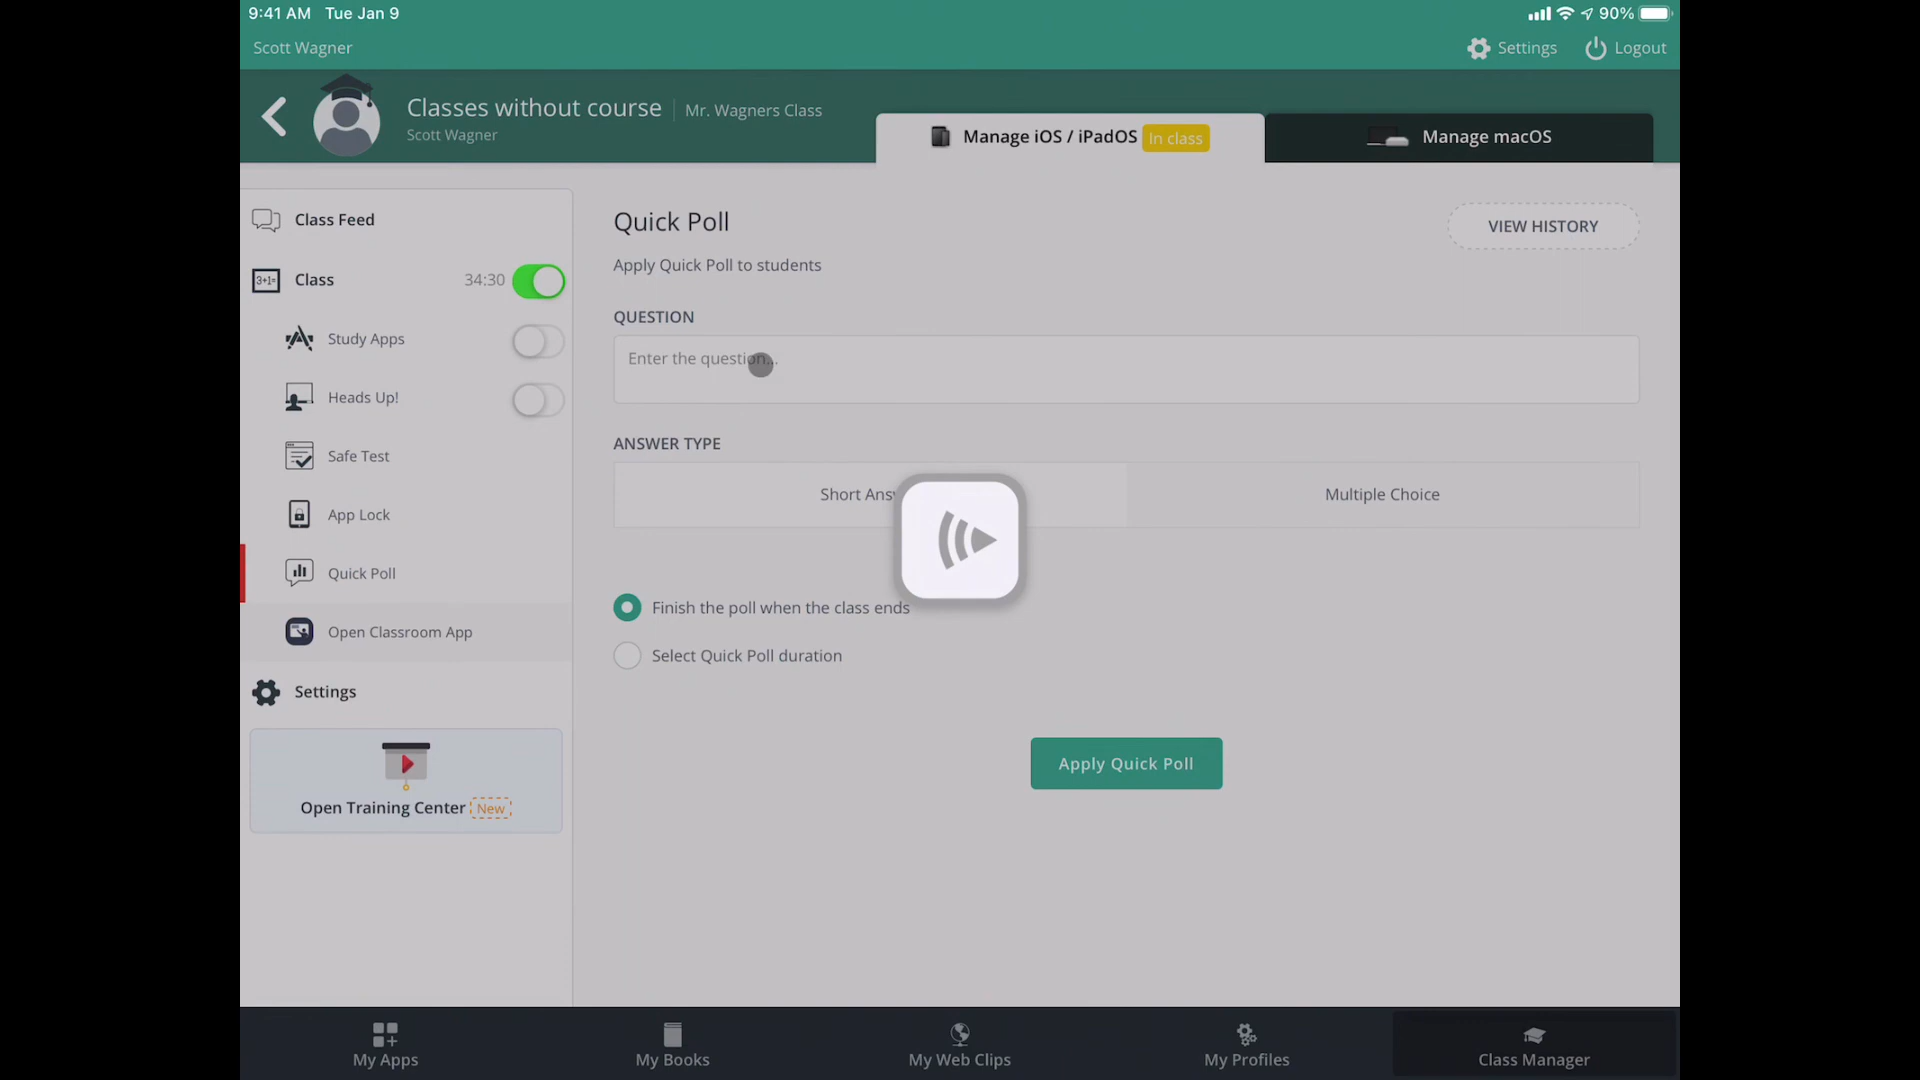 9:41 AM Tue Jan 9
90%
Scott Wagner
Settings
Logout
Classes without course
Mr. Wagners Class
Scott Wagner
Manage iOS / iPadOS In class
Manage macOS
Class Feed
3+1=
Class
34:30
Study Apps
Heads Up!
Safe Test
App Lock
Quick Poll
Open Classroom App
Settings
Open Training Center New
Quick Poll
VIEW HISTORY
Apply Quick Poll to students
QUESTION
Enter the question...
ANSWER TYPE
Short Ans
Multiple Choice
Finish the poll when the class ends
Select Quick Poll duration
Apply Quick Poll
My Apps
My Books
My Web Clips
My Profiles
Class Manager